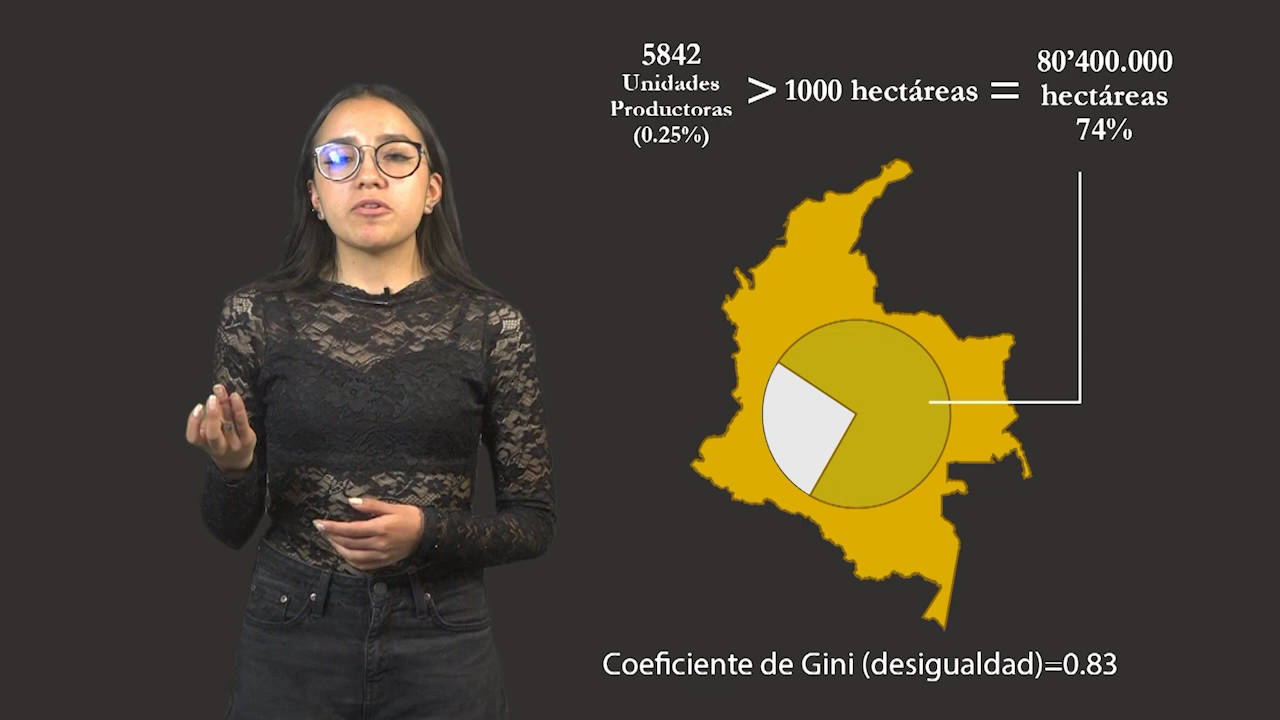 5842
Unidades
Productoras
(0.25%)
> 1000 hectáreas =
80’400.000
hectáreas
74%
Coeficiente de Gini (desigualdad)=0.83